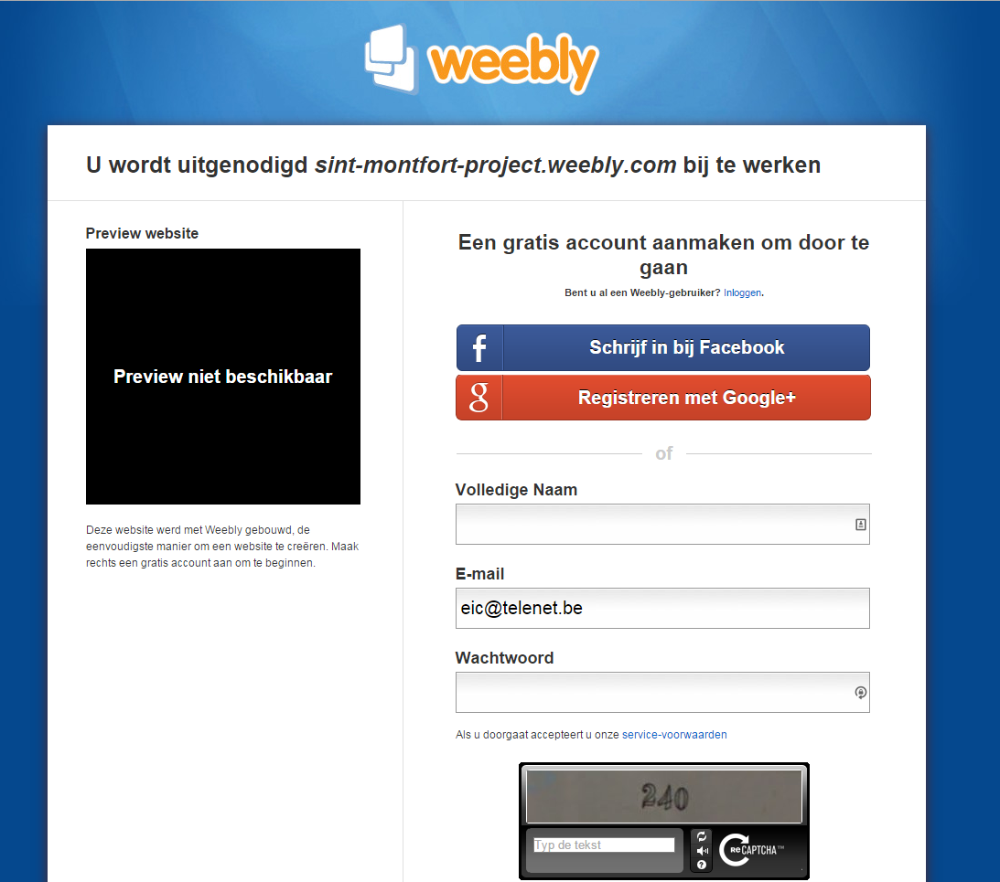 weebly
U wordt uitgenodigd sint-montfort-project.weebly.com bij te werken
Preview website
Preview niet beschikbaar
Deze website werd met Weebly gebouwd, de
eenvoudigste manier om een website te creëren. Maak
rechts een gratis account aan om te beginnen.
Een gratis account aanmaken om door te
gaan
Bent u al een Weebly-gebruiker? Inloggen.
f Schrijf in bij Facebook
g Registreren met Google+
of
Volledige Naam
E-mail
eic@telenet.be
Wachtwoord
Als u doorgaat accepteert u onze service-voorwaarden
240
Typ de tekst
? reCAPTCHA™